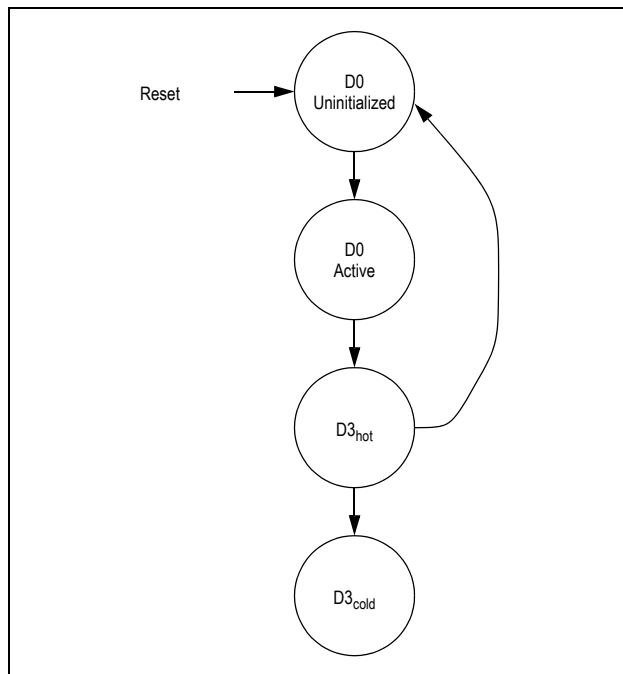 D0
Uninitialized
Reset
D0
Active
D3hot
D3cold